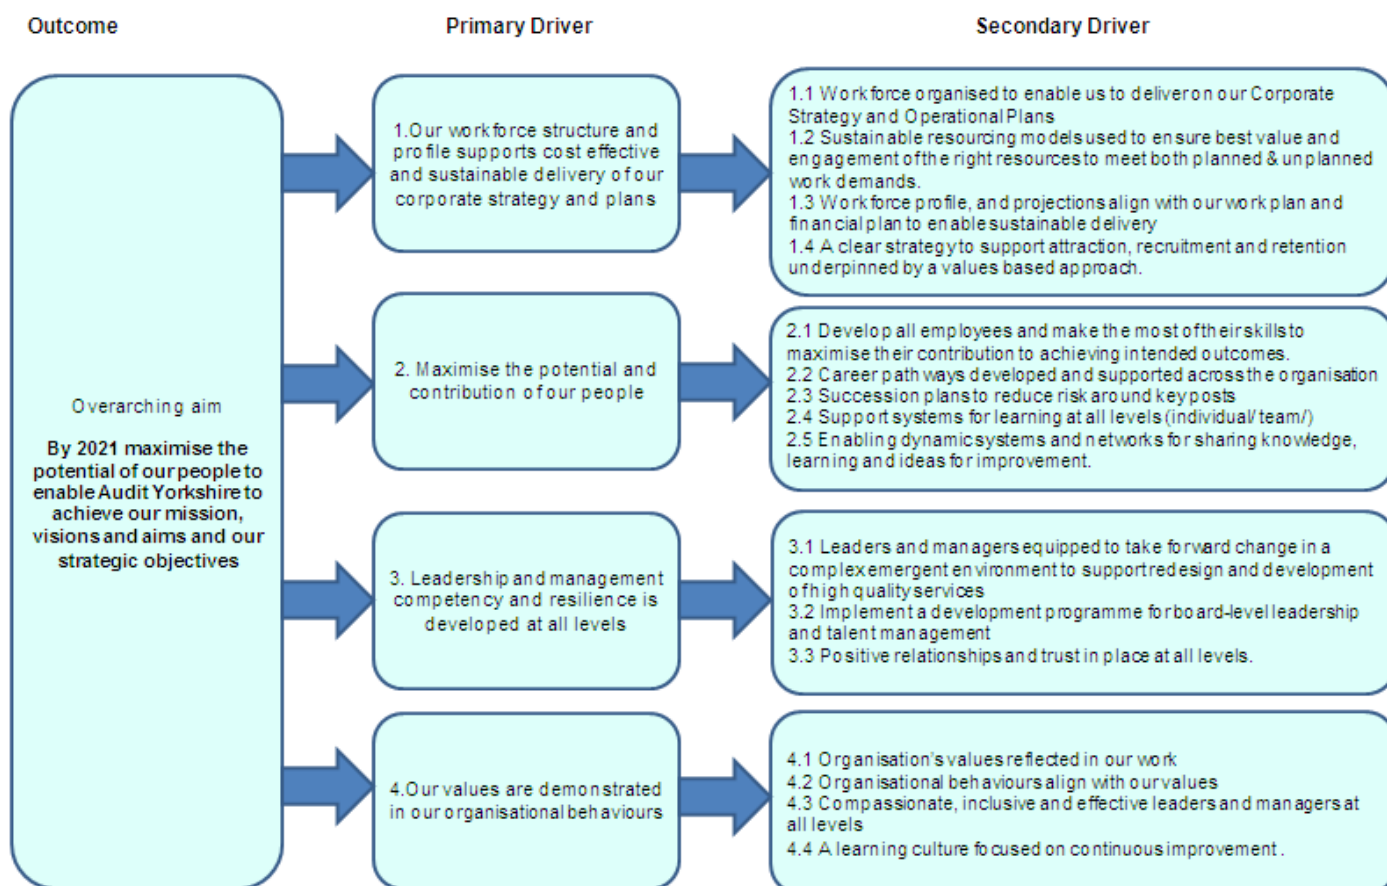 Outcome
Primary Driver
Secondary Driver
Overarching aim
By 2021 maximise the
potential of our people to
enable Audit Yorkshire to
achieve our mission,
visions and aims and our
strategic objectives
1.Our workforce structure and
profile supports cost effective
and sustainable delivery of our
corporate strategy and plans
1.1 Workforce organised to enable us to deliver on our Corporate
Strategy and Operational Plans
1.2 Sustainable resourcing models used to ensure best value and
engagement of the right resources to meet both planned & unplanned
work demands.
1.3 Workforce profile, and projections align with our work plan and
financial plan to enable sustainable delivery
1.4 A clear strategy to support attraction, recruitment and retention
underpinned by a values based approach.
2. Maximise the potential and
contribution of our people
2.1 Develop all employees and make the most of their skills to
maximise their contribution to achieving intended outcomes.
2.2 Career path ways developed and supported across the organisation
2.3 Succession plans to reduce risk around key posts
2.4 Support systems for learning at all levels (individual/ team/)
2.5 Enabling dynamic systems and networks for sharing knowledge,
learning and ideas for improvement.
3. Leadership and management
competency and resilience is
developed at all levels
3.1 Leaders and managers equipped to take forward change in a
complex emergent environment to support redesign and development
of high quality services
3.2 Implement a development programme for board-level leadership
and talent management
3.3 Positive relationships and trust in place at all levels.
4.Our values are demonstrated
in our organisational behaviours
4.1 Organisation's values reflected in our work
4.2 Organisational behaviours align with our values
4.3 Compassionate, inclusive and effective leaders and managers at
all levels
4.4 A learning culture focused on continuous improvement .